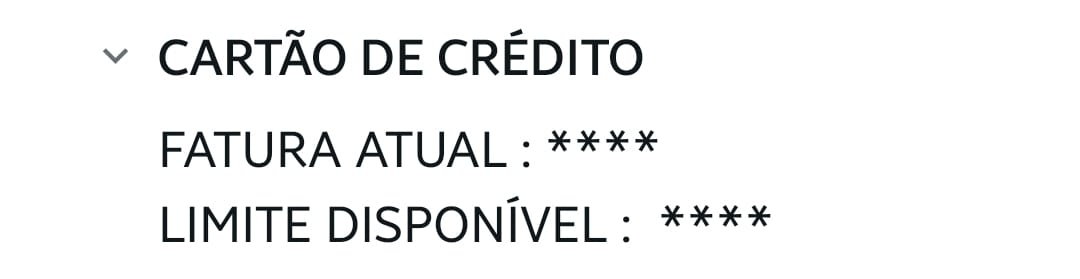 CARTÃO DE CRÉDITO
FATURA ATUAL : ****
LIMITE DISPONÍVEL : ****